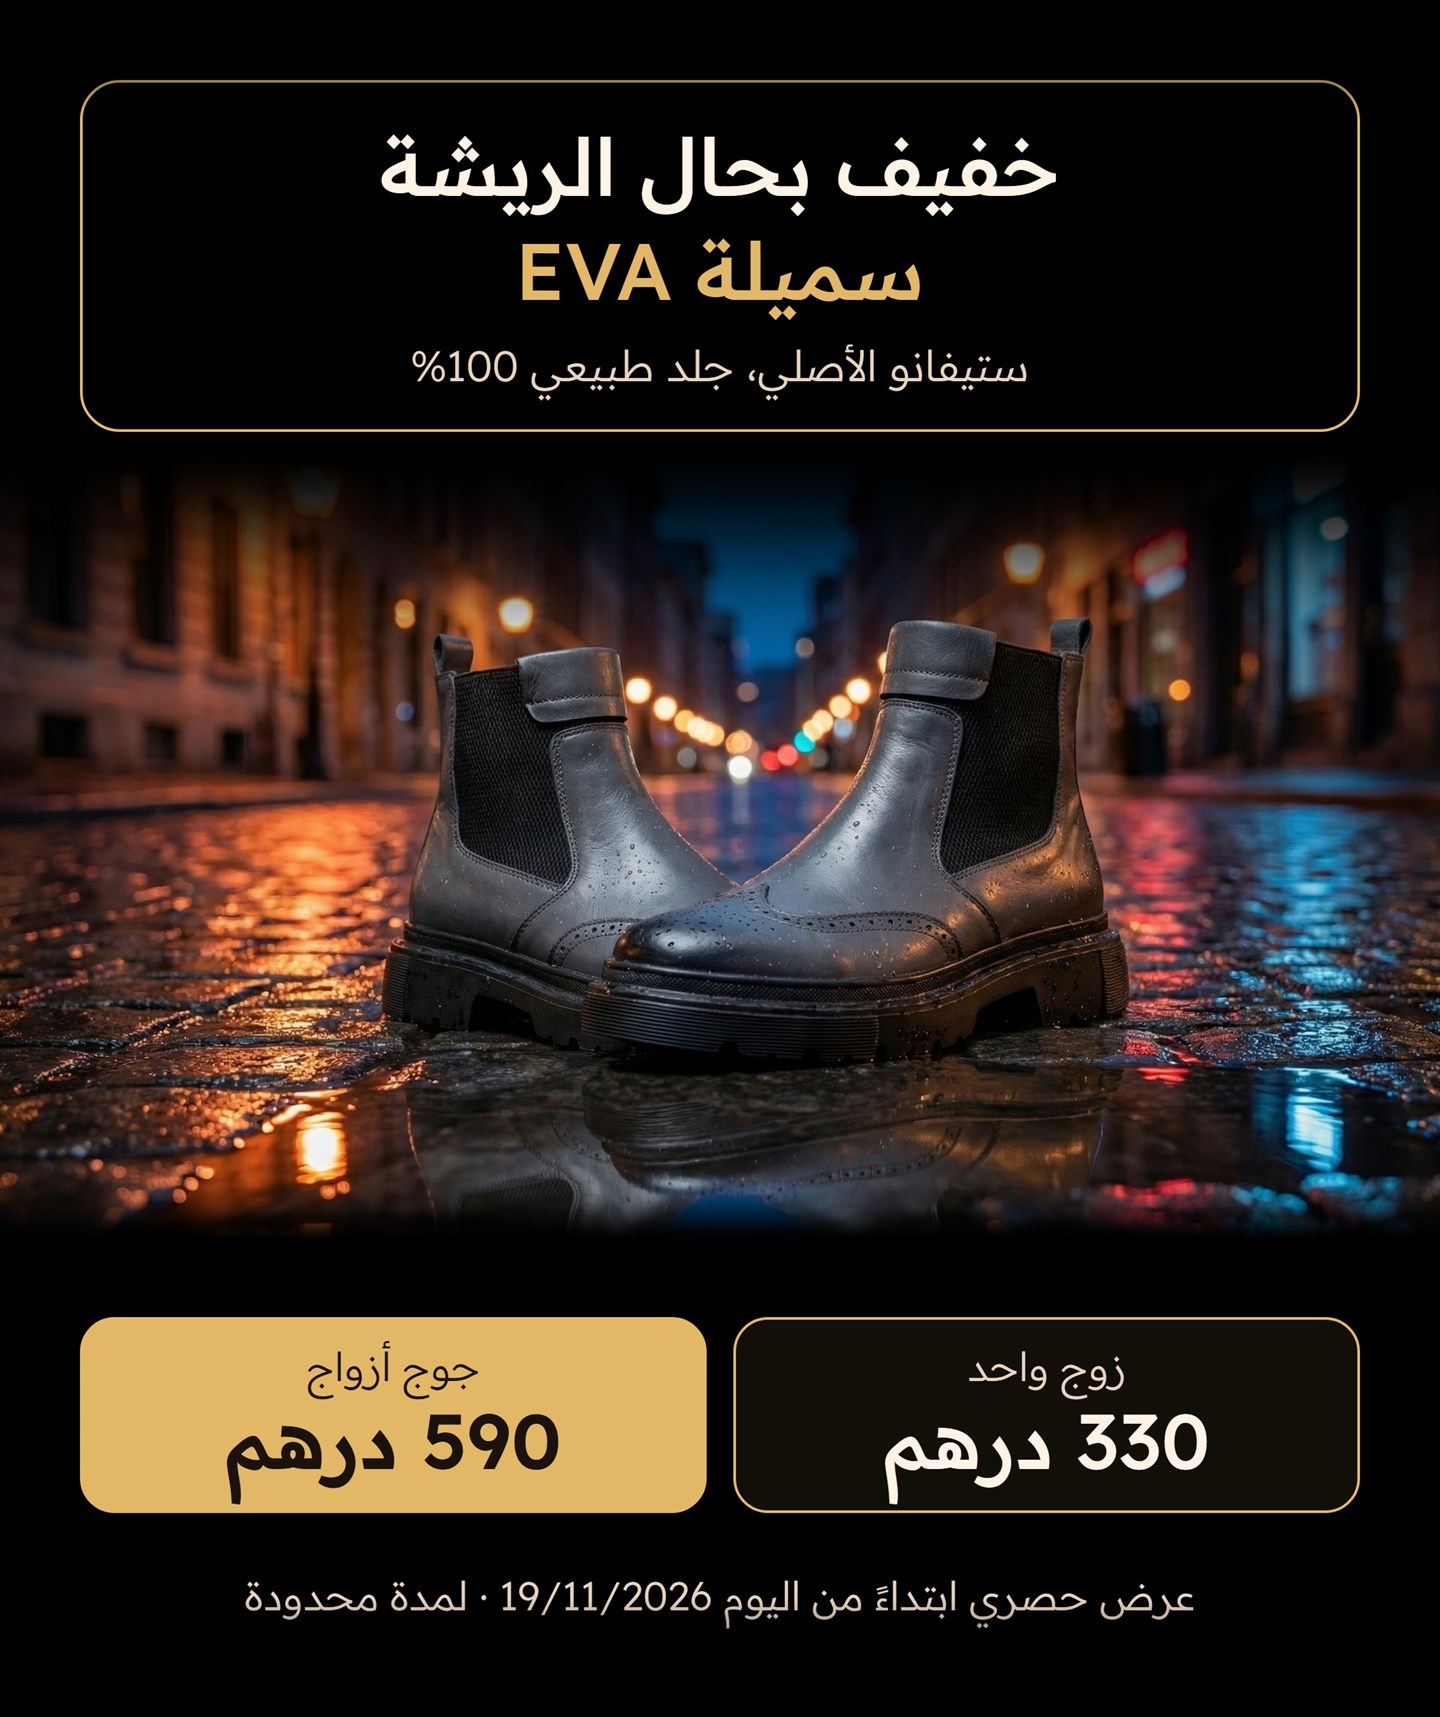 خفيف بحال الريشة
سميلة EVA
ستيفانو الأصلي، جلد طبيعي 100%
زوج واحد
330 درهم
جوج أزواج
590 درهم
عرض حصري ابتداءً من اليوم 19/11/2026 · لمدة محدودة